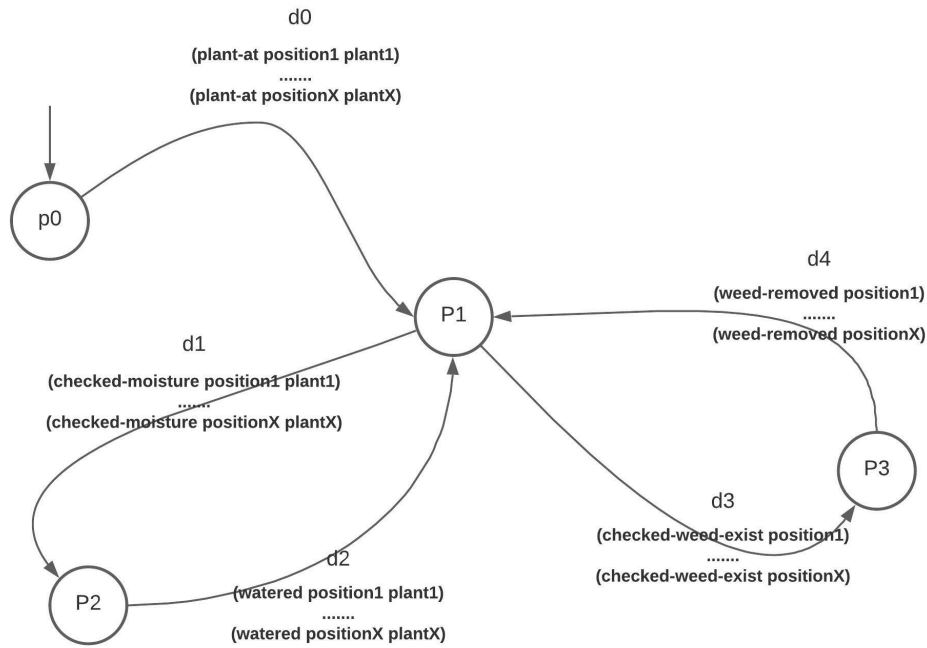 d0
(plant-at position1 plant1)
.......
(plant-at positionX plantX)
p0
P1
d4
(weed-removed position1)
.......
(weed-removed positionX)
d1
(checked-moisture position1 plant1)
.......
(checked-moisture positionX plantX)
P3
d3
(checked-weed-exist position1)
.......
(checked-weed-exist positionX)
d2
(watered position1 plant1)
.......
(watered positionX plantX)
P2